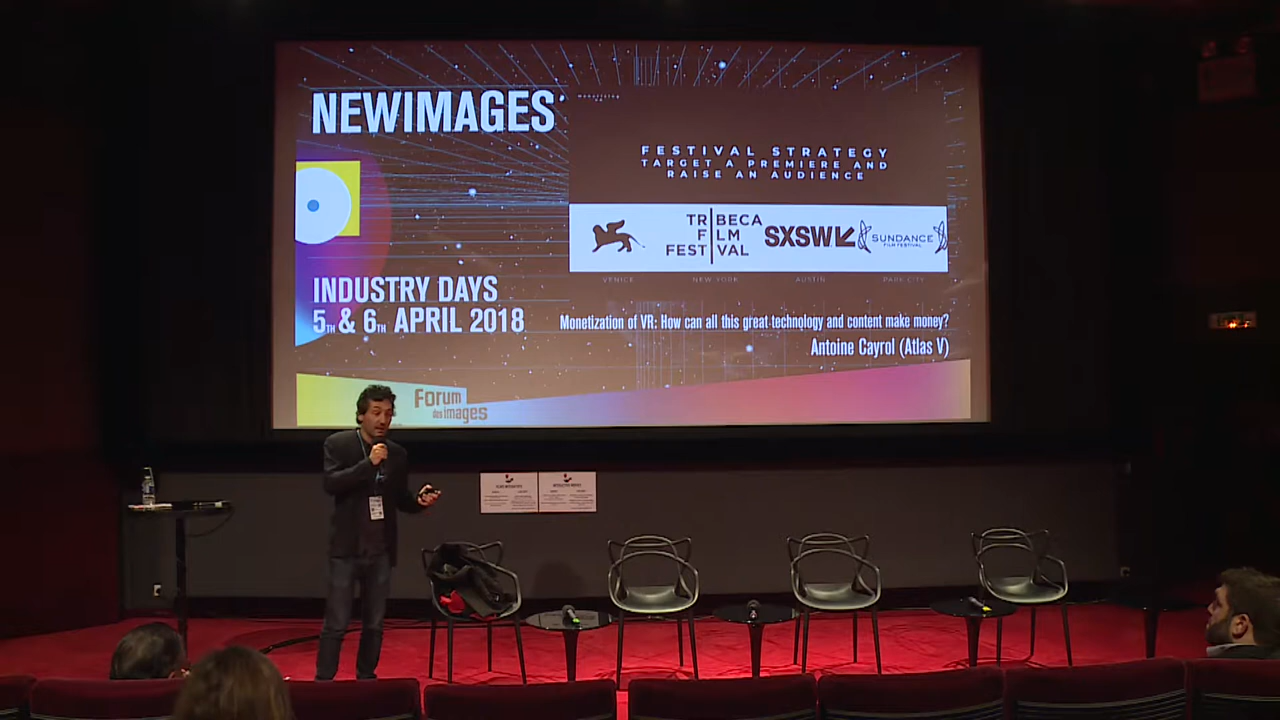 NEWIMAGES
FESTIVAL STRATEGY
TARGET A PREMIERE AND
RAISE AN AUDIENCE
TRIBECA
FILM
FESTIVAL
SXSW
SUNDANCE
FILM FESTIVAL
VENICE
NEW YORK
AUSTIN
PARK CITY
INDUSTRY DAYS
5TH & 6TH APRIL 2018
Monetization of VR: How can all this great technology and content make money?
Antoine Cayrol (Atlas V)
Forum
des images